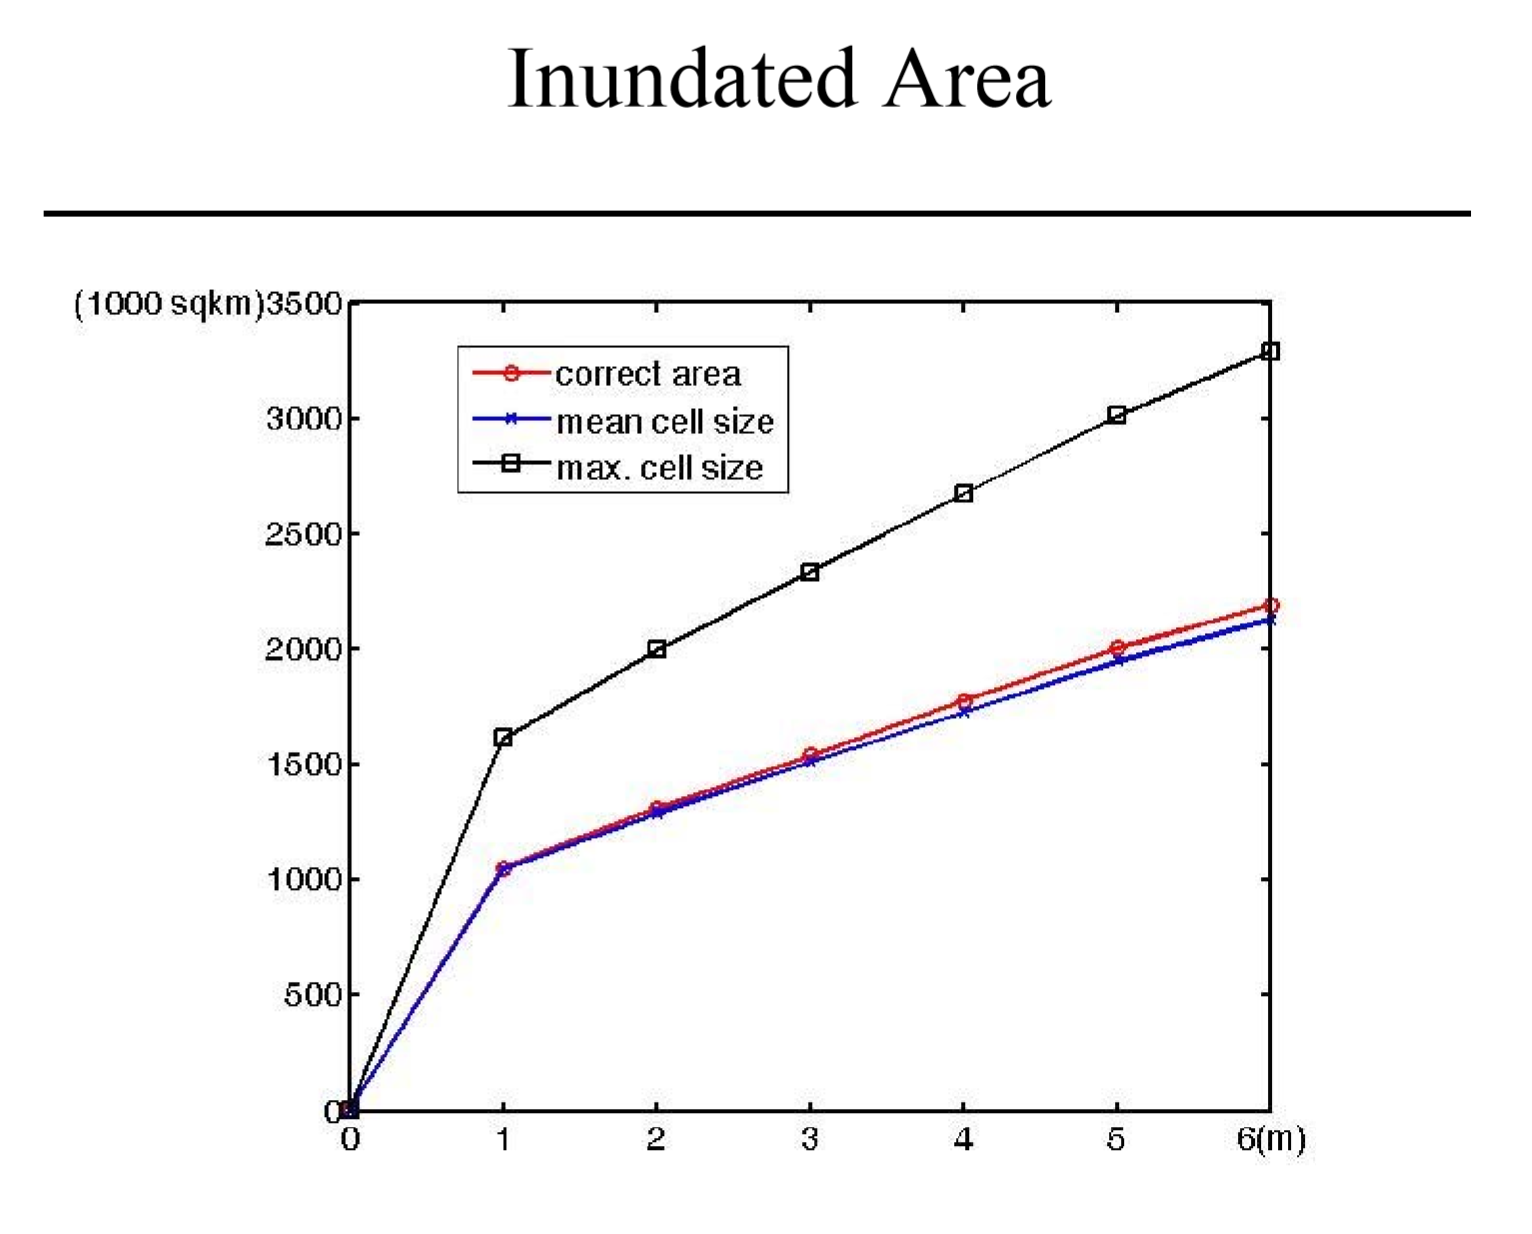 Inundated Area
(1000 sqkm)3500
correct area
mean cell size
max. cell size
3000
2500
2000
1500
1000
500
0
0 1 2 3 4 5 6(m)